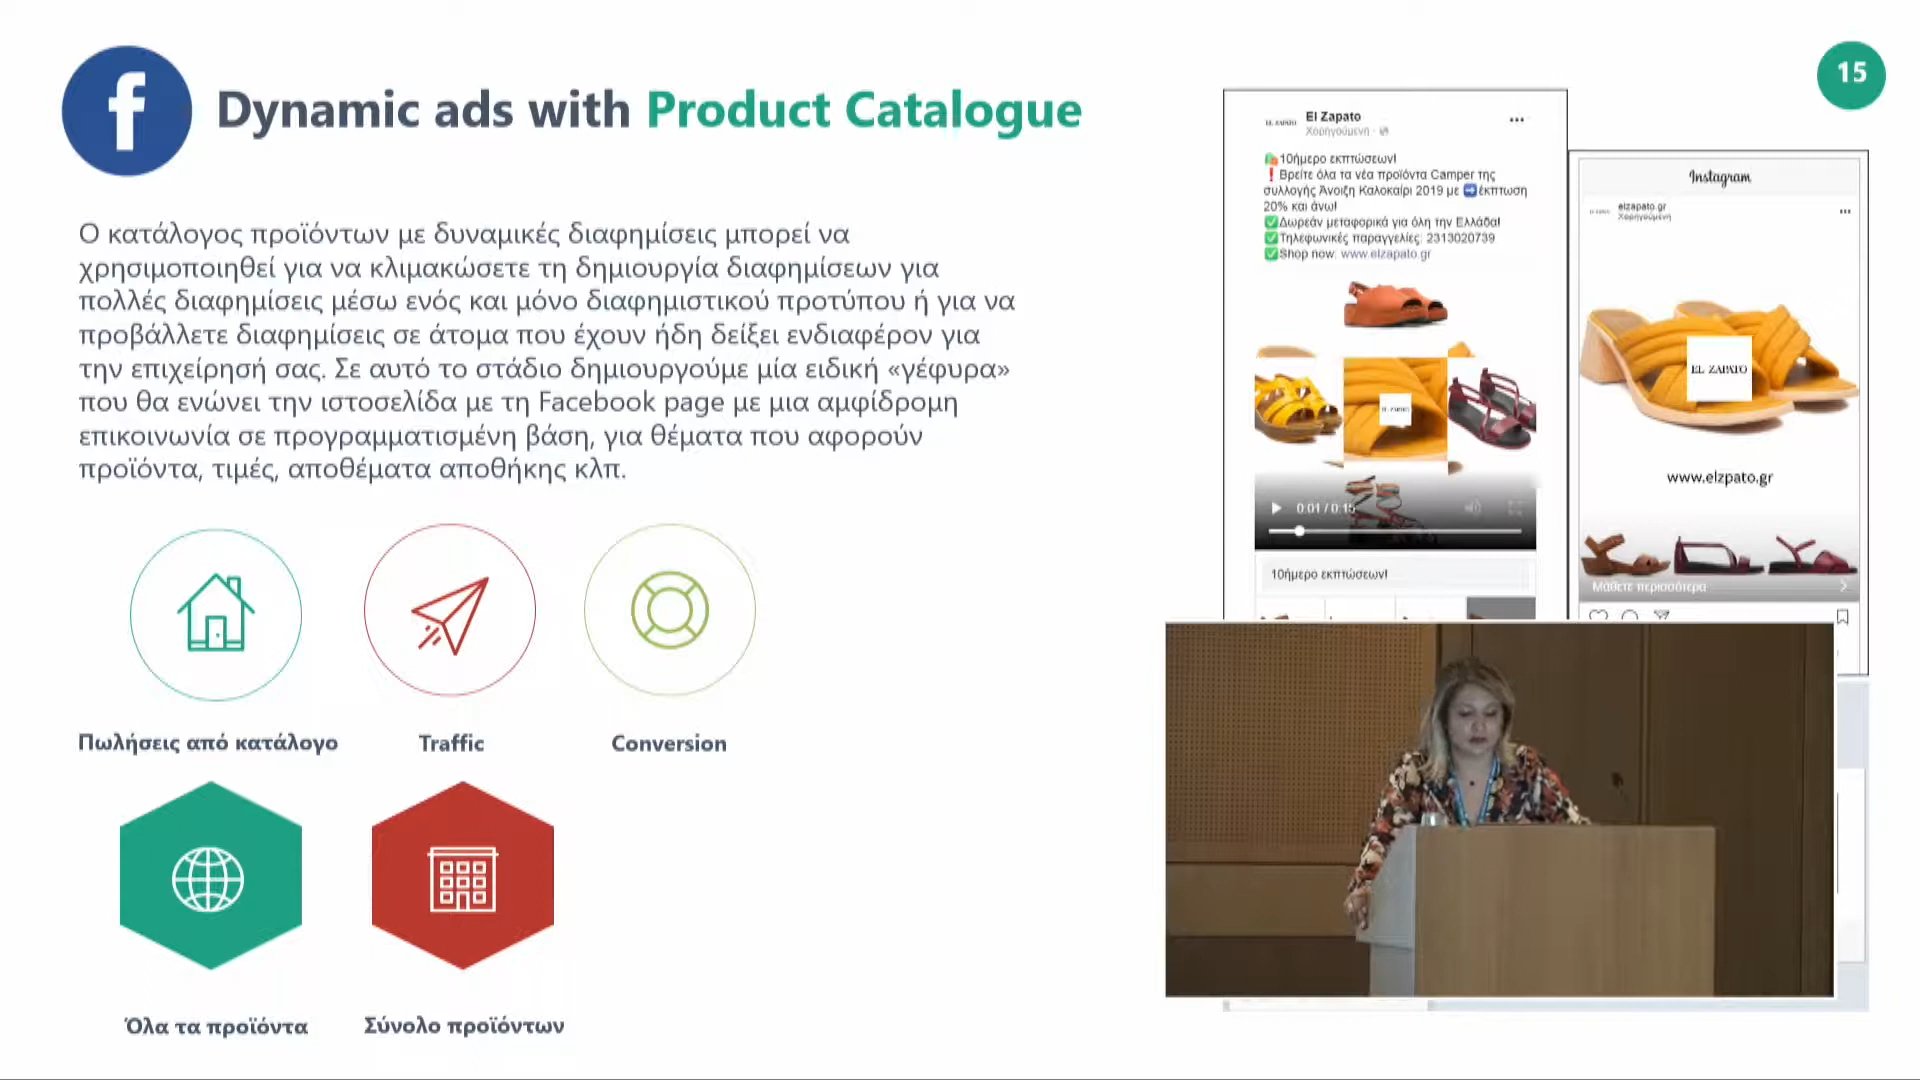 15
f Dynamic ads with Product Catalogue
Ο κατάλογος προϊόντων με δυναμικές διαφημίσεις μπορεί να
χρησιμοποιηθεί για να κλιμακώσετε τη δημιουργία διαφημίσεων για
πολλές διαφημίσεις μέσω ενός και μόνο διαφημιστικού προτύπου ή για να
προβάλλετε διαφημίσεις σε άτομα που έχουν ήδη δείξει ενδιαφέρον για
την επιχείρησή σας. Σε αυτό το στάδιο δημιουργούμε μία ειδική «γέφυρα»
που θα ενώνει την ιστοσελίδα με τη Facebook page με μια αμφίδρομη
επικοινωνία σε προγραμματισμένη βάση, για θέματα που αφορούν
προϊόντα, τιμές, αποθέματα αποθήκης κλπ.
Πωλήσεις από κατάλογο
Traffic
Conversion
Όλα τα προϊόντα
Σύνολο προϊόντων
EL ZAPATO
El Zapato
Χορηγούμενη
10ήμερο εκπτώσεων!
❗ Βρείτε όλα τα νέα προϊόντα Camper της
συλλογής Άνοιξη Καλοκαίρι 2019 με ➡ έκπτωση
20% και άνω!
✅Δωρεάν μεταφορικά για όλη την Ελλάδα!
✅Τηλεφωνικές παραγγελίες: 2313020739
✅Shop now: www.elzapato.gr
EL ZAPATO
0:01 / 0:15
10ήμερο εκπτώσεων!
Instagram
elzapato.gr
Χορηγούμενη
EL ZAPATO
www.elzpato.gr
Μάθετε περισσότερα